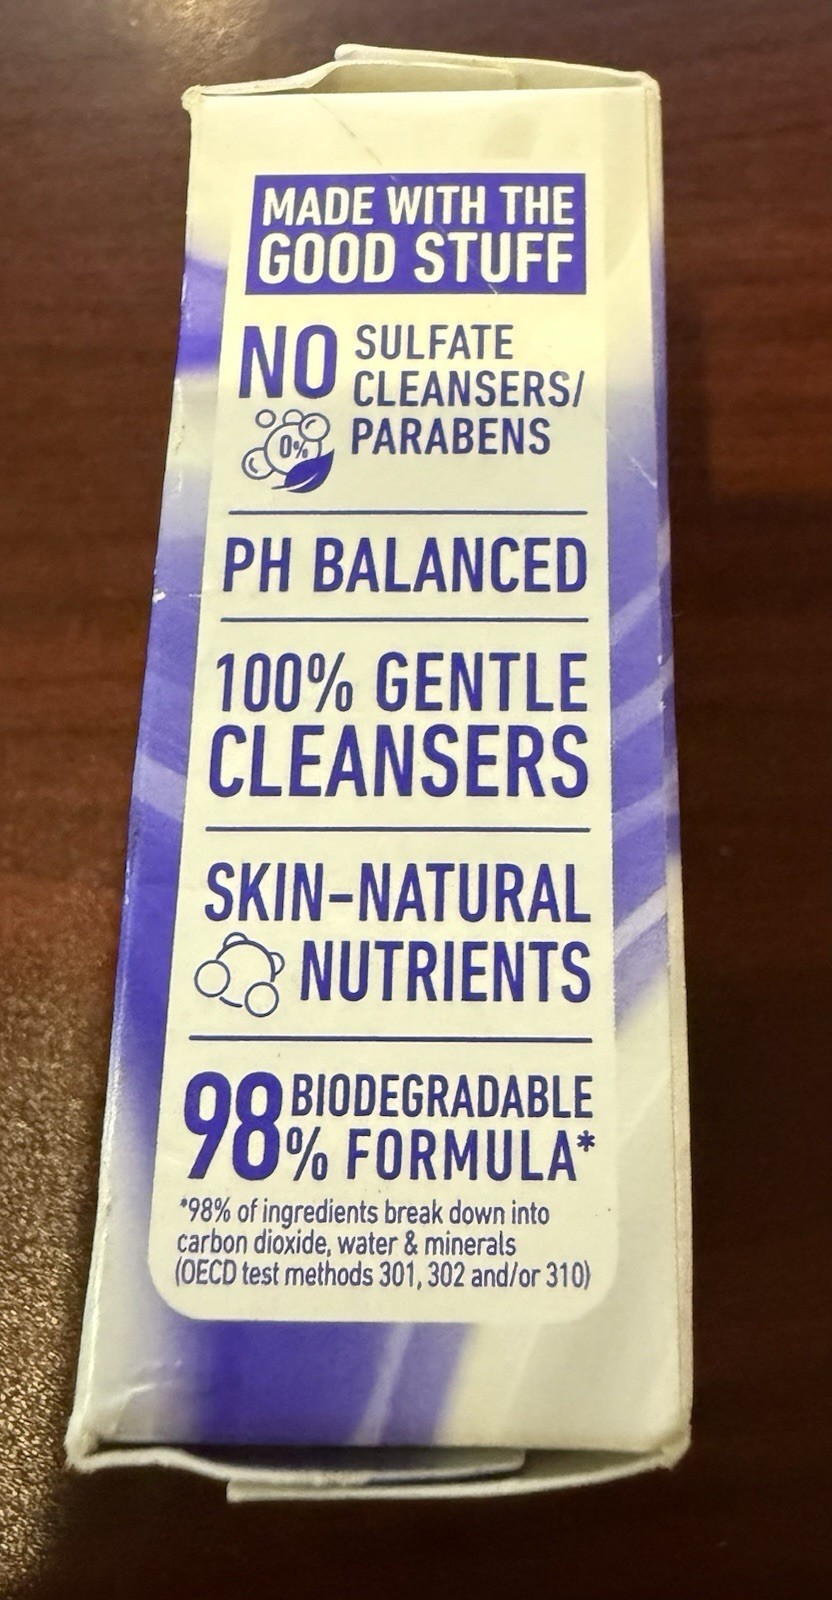 MADE WITH THE
GOOD STUFF
NO SULFATE
CLEANSERS/
PARABENS
0%
PH BALANCED
100% GENTLE
CLEANSERS
SKIN-NATURAL
NUTRIENTS
98% BIODEGRADABLE
FORMULA*
*98% of ingredients break down into
carbon dioxide, water & minerals
(OECD test methods 301, 302 and/or 310)